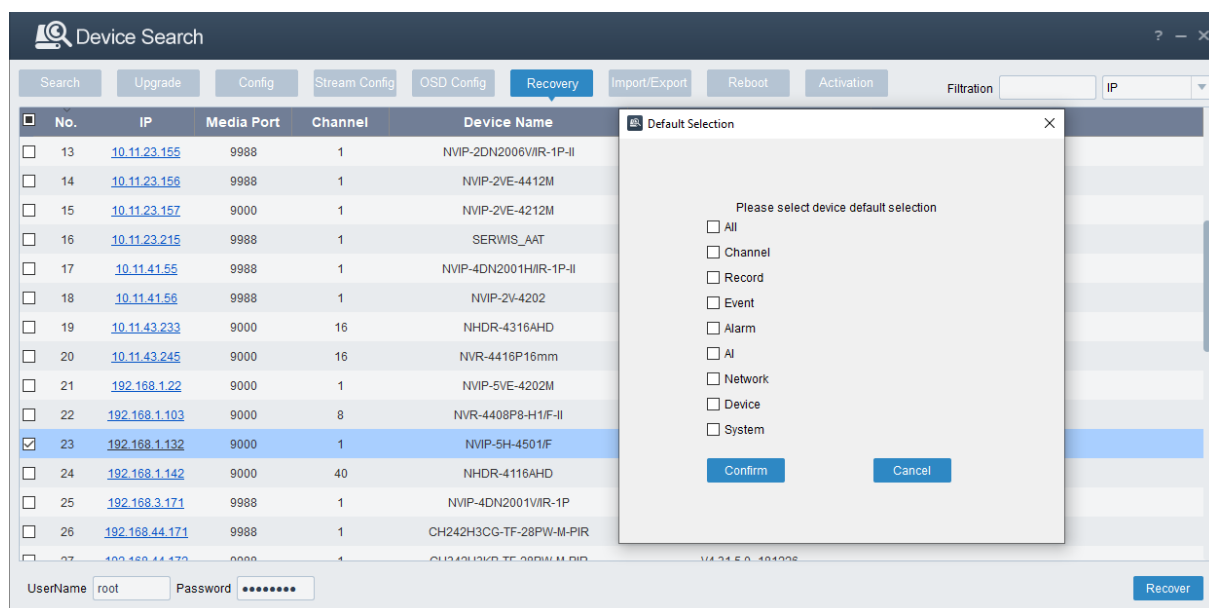 Device Search
? – ×
Search Upgrade Config Stream Config OSD Config Recovery Import/Export Reboot Activation Filtration IP
No. IP Media Port Channel Device Name
13 10.11.23.155 9988 1 NVIP-2DN2006V/IR-1P-II
14 10.11.23.156 9988 1 NVIP-2VE-4412M
15 10.11.23.157 9000 1 NVIP-2VE-4212M
16 10.11.23.215 9988 1 SERWIS_AAT
17 10.11.41.55 9988 1 NVIP-4DN2001H/IR-1P-II
18 10.11.41.56 9988 1 NVIP-2V-4202
19 10.11.43.233 9000 16 NHDR-4316AHD
20 10.11.43.245 9000 16 NVR-4416P16mm
21 192.168.1.22 9000 1 NVIP-5VE-4202M
22 192.168.1.103 9000 8 NVR-4408P8-H1/F-II
23 192.168.1.132 9000 1 NVIP-5H-4501/F
24 192.168.1.142 9000 40 NHDR-4116AHD
25 192.168.3.171 9988 1 NVIP-4DN2001V/IR-1P
26 192.168.44.171 9988 1 CH242H3CG-TF-28PW-M-PIR
Default Selection
Please select device default selection
All
Channel
Record
Event
Alarm
AI
Network
Device
System
Confirm Cancel
UserName root Password ●●●●●●●● Recover